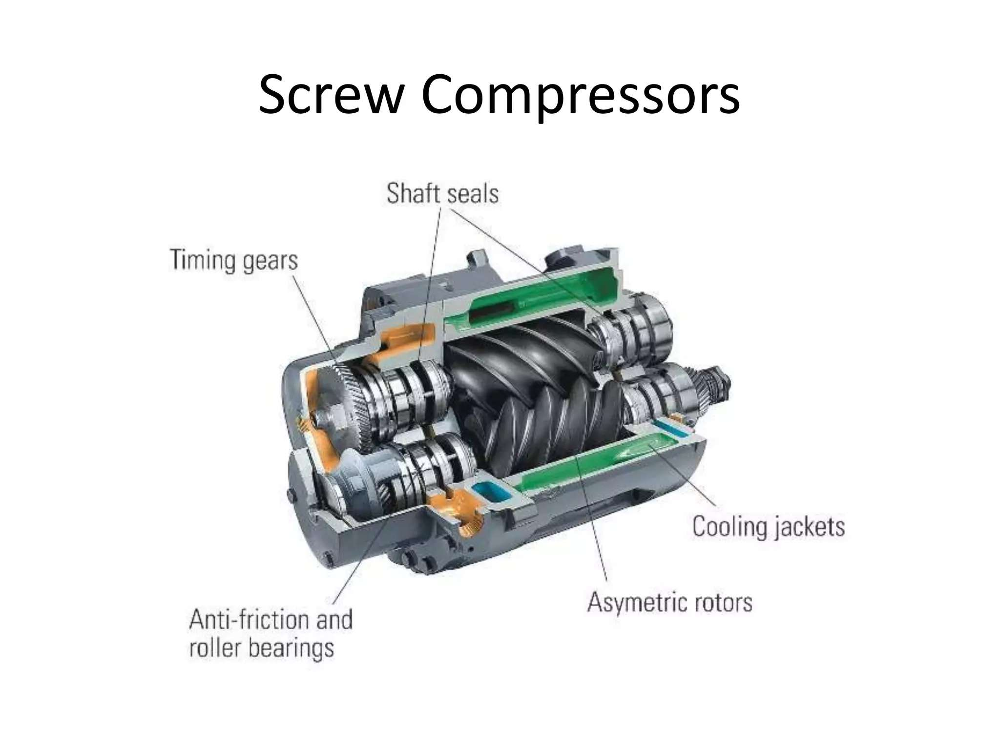 Screw Compressors
Shaft seals
Timing gears
Cooling jackets
Asymetric rotors
Anti-friction and
roller bearings